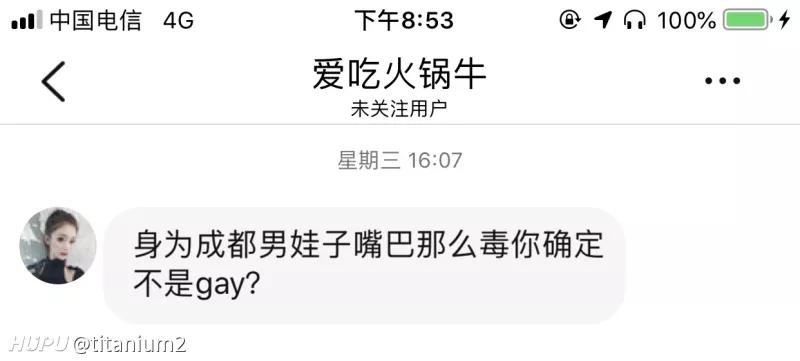 中国电信 4G 下午8:53 100%
爱吃火锅牛
未关注用户
星期三 16:07
身为成都男娃子嘴巴那么毒你确定
不是gay?
HUPU @titanium2